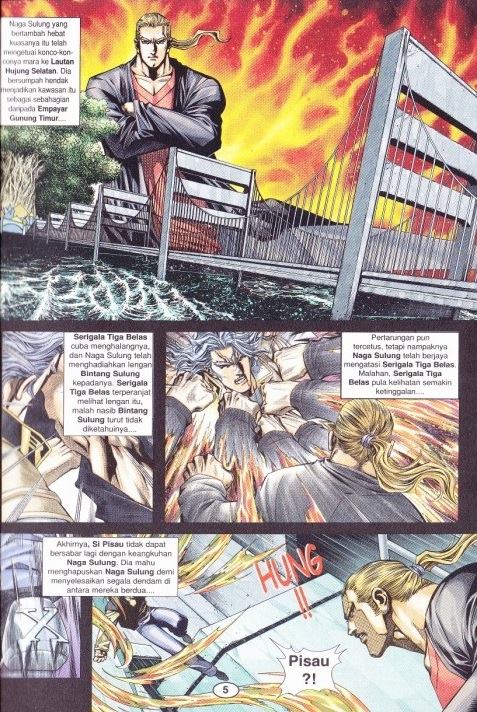 Naga Sulung yang
bertambah hebat
kuasanya itu telah
mengetuai konco-kon-
conya mara ke Lautan
Hujung Selatan. Dia
bersumpah hendak
menjadikan kawasan itu
sebagai sebahagian
daripada Empayar
Gunung Timur....
Serigala Tiga Belas
cuba menghalangnya,
dan Naga Sulung telah
menghadiahkan lengan
Bintang Sulung
kepadanya. Serigala
Tiga Belas terperanjat
melihat lengan itu,
malah nasib Bintang
Sulung turut tidak
diketahuinya....
Pertarungan pun
tercetus, tetapi nampaknya
Naga Sulung telah berjaya
mengatasi Serigala Tiga Belas.
Malahan, Serigala Tiga Belas
pula kelihatan semakin
ketinggalan....
Akhirnya, Si Pisau tidak dapat
bersabar lagi dengan keangkuhan
Naga Sulung. Dia mahu
menghapuskan Naga Sulung demi
menyelesaikan segala dendam di
antara mereka berdua....
HUNG
!!
Pisau
?!
5